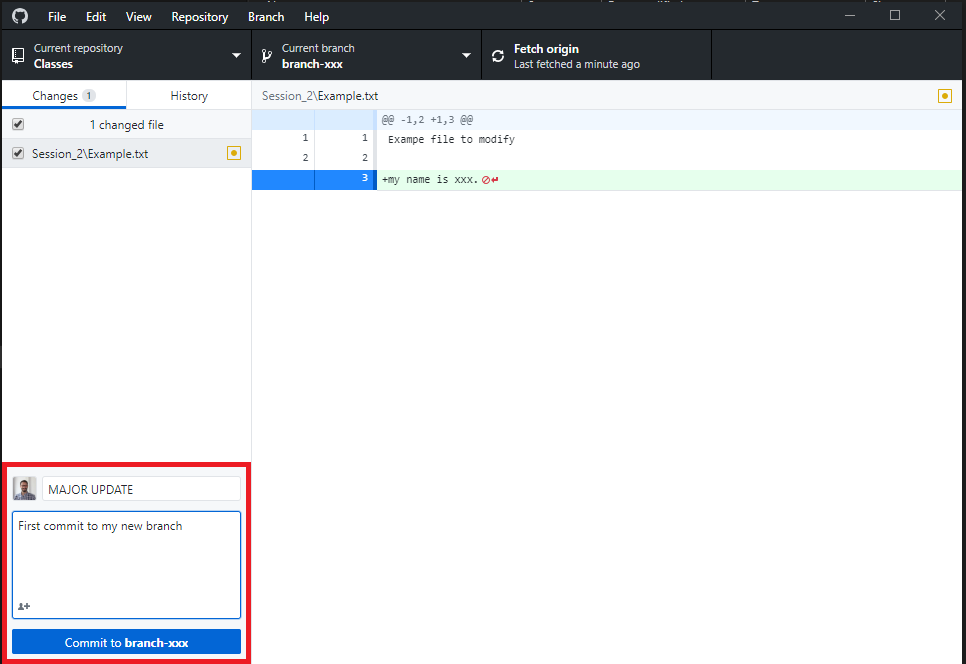 File Edit View Repository Branch Help
Current repository
Classes
Current branch
branch-xxx
Fetch origin
Last fetched a minute ago
Changes 1
History
Session_2\Example.txt
1 changed file
Session_2\Example.txt
@@ -1,2 +1,3 @@
1 1 Exampe file to modify
2 2
3 +my name is xxx.
MAJOR UPDATE
First commit to my new branch
Commit to branch-xxx